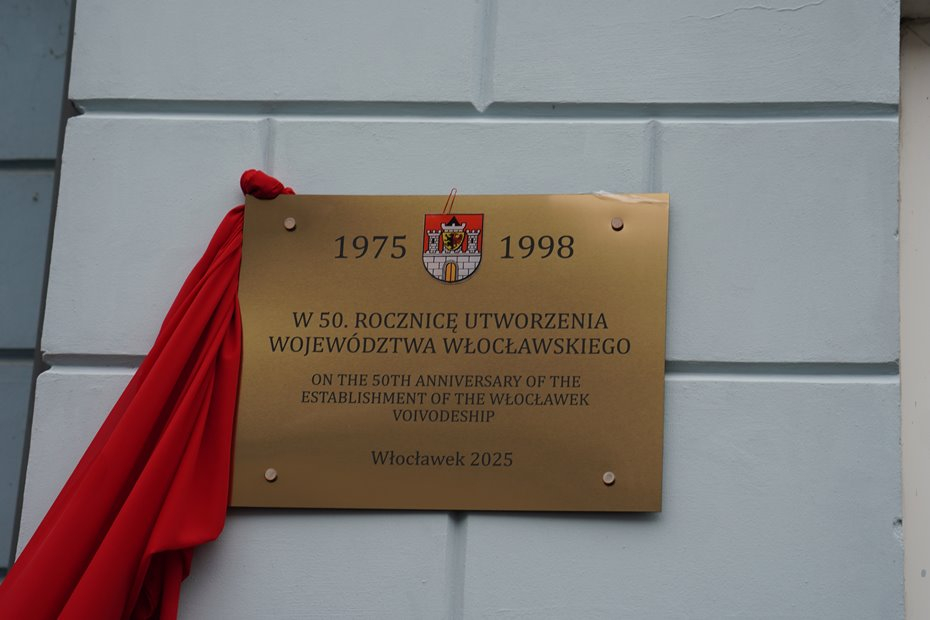 1975 1998
W 50. ROCZNICĘ UTWORZENIA
WOJEWÓDZTWA WŁOCŁAWSKIEGO
ON THE 50TH ANNIVERSARY OF THE
ESTABLISHMENT OF THE WŁOCŁAWEK
VOIVODESHIP
Włocławek 2025